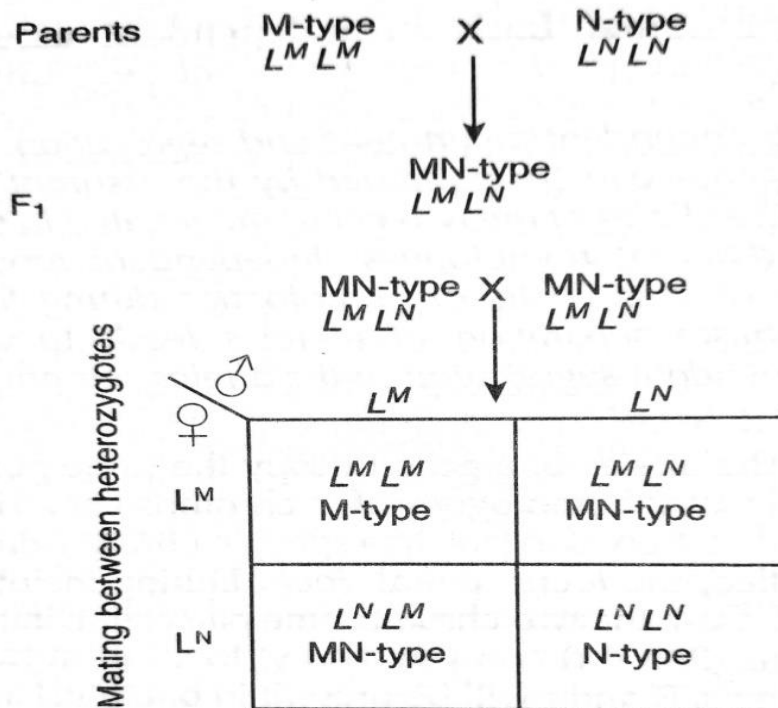 Parents M-type X N-type
L^M L^M L^N L^N
MN-type
F₁ L^M L^N
MN-type X MN-type
L^M L^N L^M L^N
Mating between heterozygotes
♂
♀
L^M L^N
L^M L^M L^M L^N
L^M M-type MN-type
L^N L^M L^N L^N
L^N MN-type N-type